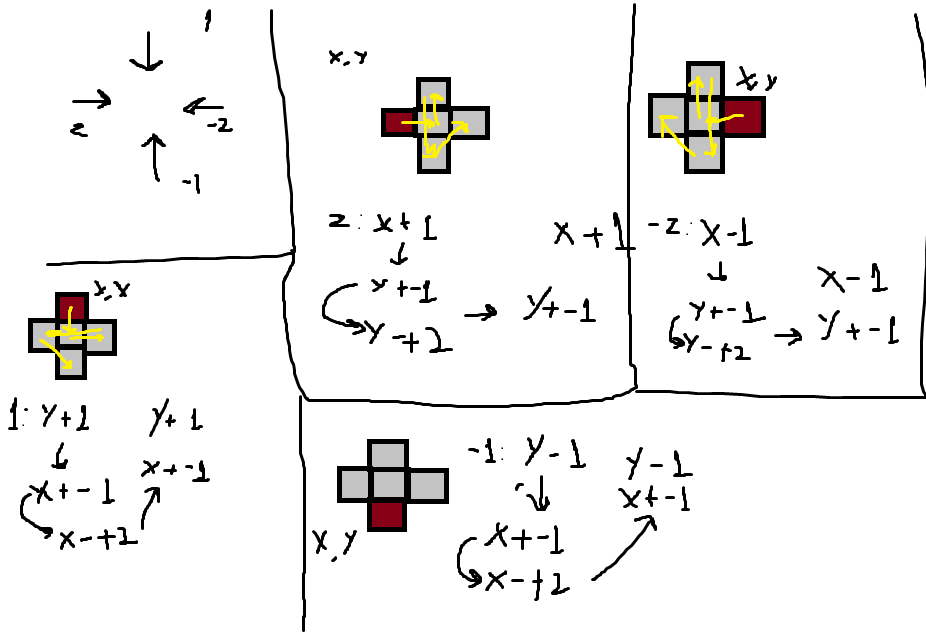 1
2
-2
-1
x,y
2: x+1
x+-1
y-+2
y+-1
x+1
x,y
-2: x-1
y+-1
y-+2
x-1
y+-1
x,y
1: y+1
x+-1
x-+2
y+1
x+-1
x,y
-1: y-1
x+-1
x-+2
y-1
x+-1